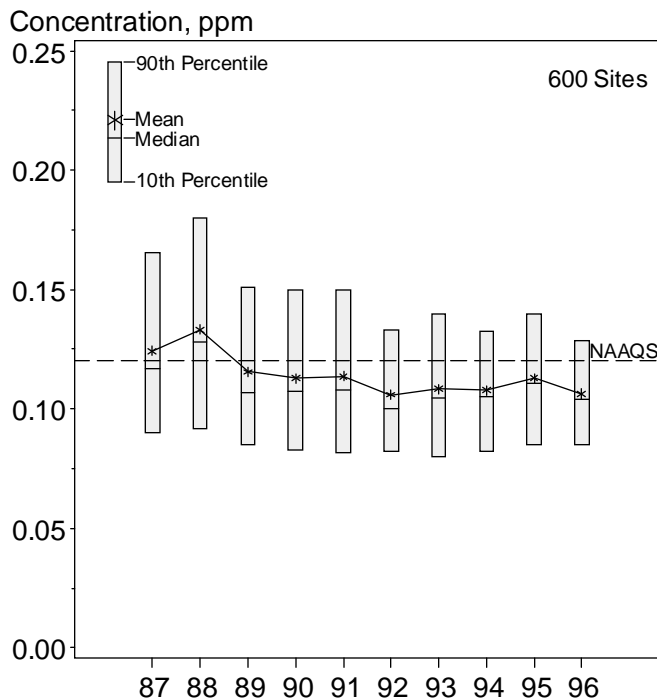 Concentration, ppm
0.25
90th Percentile
600 Sites
Mean
Median
0.20
10th Percentile
0.15
NAAQS
0.10
0.05
0.00
87 88 89 90 91 92 93 94 95 96